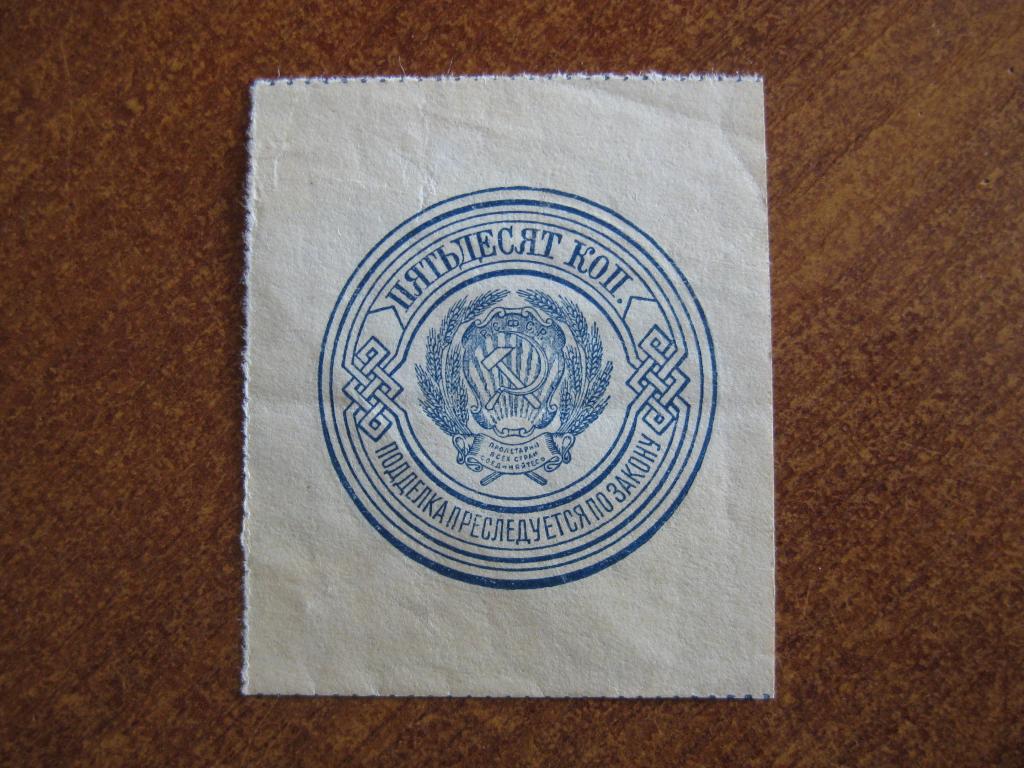 ПЯТЬДЕСЯТ КОП.
Р С Ф С Р
ПРОЛЕТАРИИ
ВСЕХ СТРАН
СОЕДИНЯЙТЕСЬ
ПОДДЕЛКА ПРЕСЛЕДУЕТСЯ ПО ЗАКОНУ